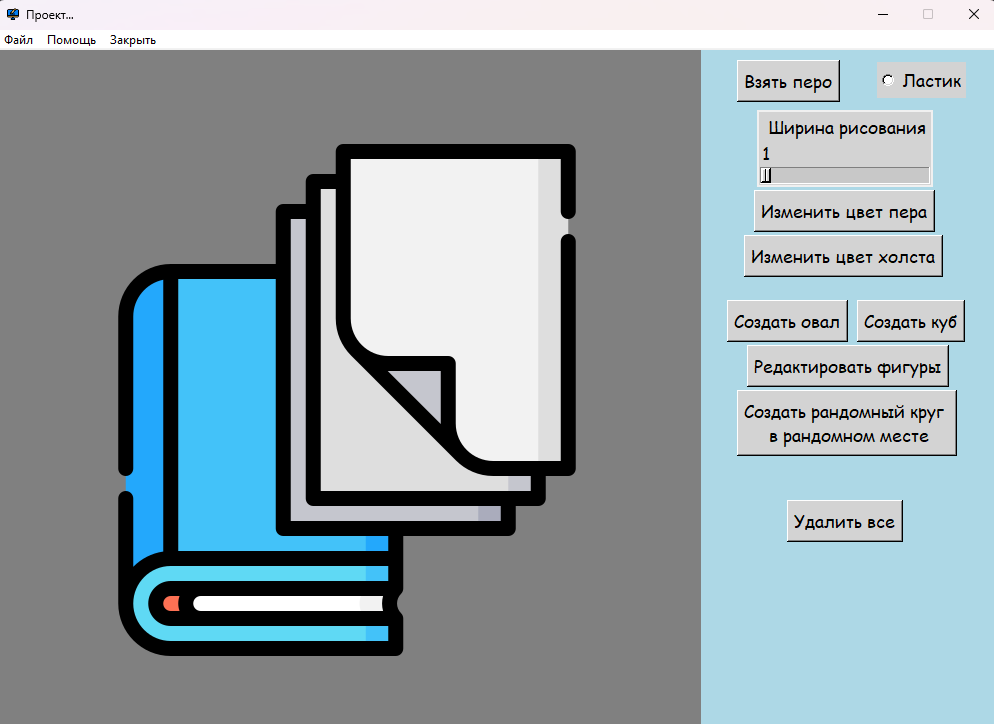 Проект...
Файл Помощь Закрыть
Взять перо
Ластик
Ширина рисования
1
Изменить цвет пера
Изменить цвет холста
Создать овал
Создать куб
Редактировать фигуры
Создать рандомный круг
в рандомном месте
Удалить все